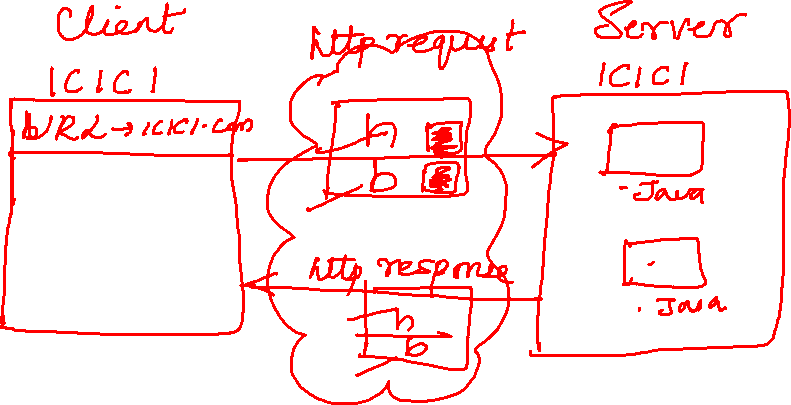 Client
ICICI
URL → ICICI.com
http request
h
b
http response
h
b
Server
ICICI
.Java
.Java